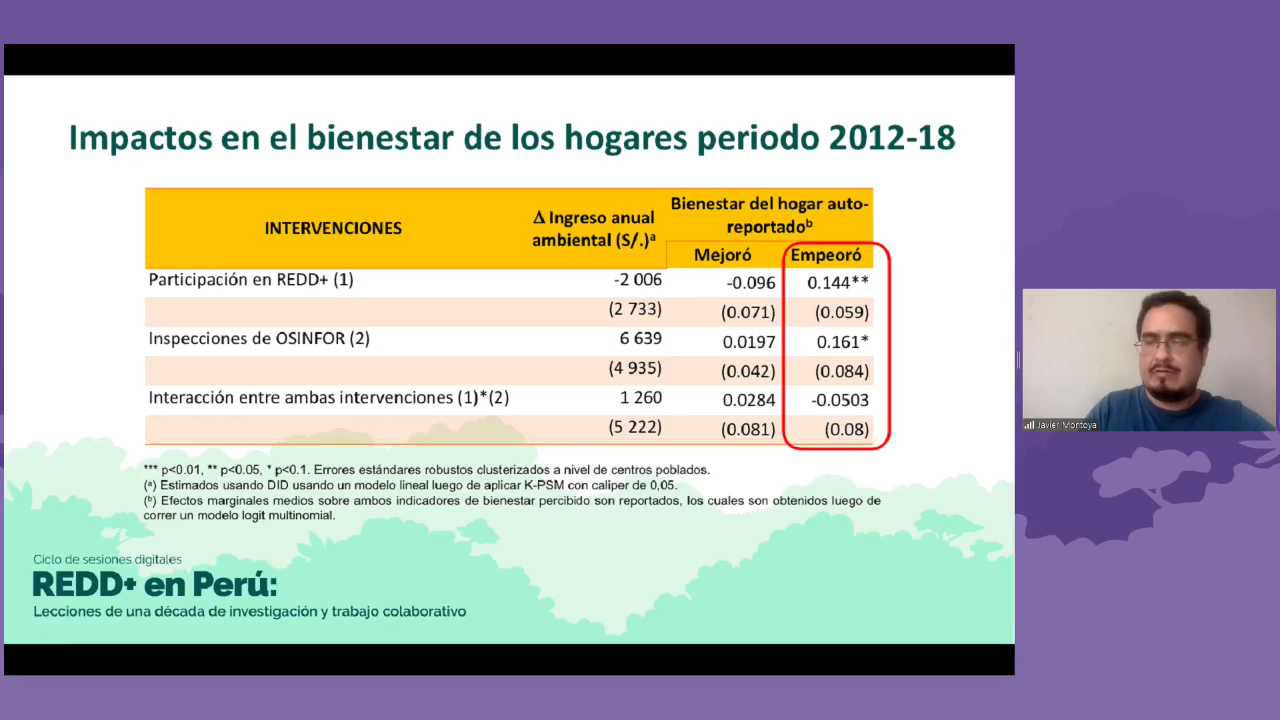 Impactos en el bienestar de los hogares periodo 2012-18
INTERVENCIONES
Δ Ingreso anual
ambiental (S/.)ᵃ
Bienestar del hogar auto-
reportadoᵇ
Mejoró Empeoró
Participación en REDD+ (1) -2 006 -0.096 0.144**
(2 733) (0.071) (0.059)
Inspecciones de OSINFOR (2) 6 639 0.0197 0.161*
(4 935) (0.042) (0.084)
Interacción entre ambas intervenciones (1)*(2) 1 260 0.0284 -0.0503
(5 222) (0.081) (0.08)
*** p<0.01, ** p<0.05, * p<0.1. Errores estándares robustos clusterizados a nivel de centros poblados.
(ᵃ) Estimados usando DID usando un modelo lineal luego de aplicar K-PSM con caliper de 0,05.
(ᵇ) Efectos marginales medios sobre ambos indicadores de bienestar percibido son reportados, los cuales son obtenidos luego de
correr un modelo logit multinomial.
Ciclo de sesiones digitales
REDD+ en Perú:
Lecciones de una década de investigación y trabajo colaborativo
Javier Montoya